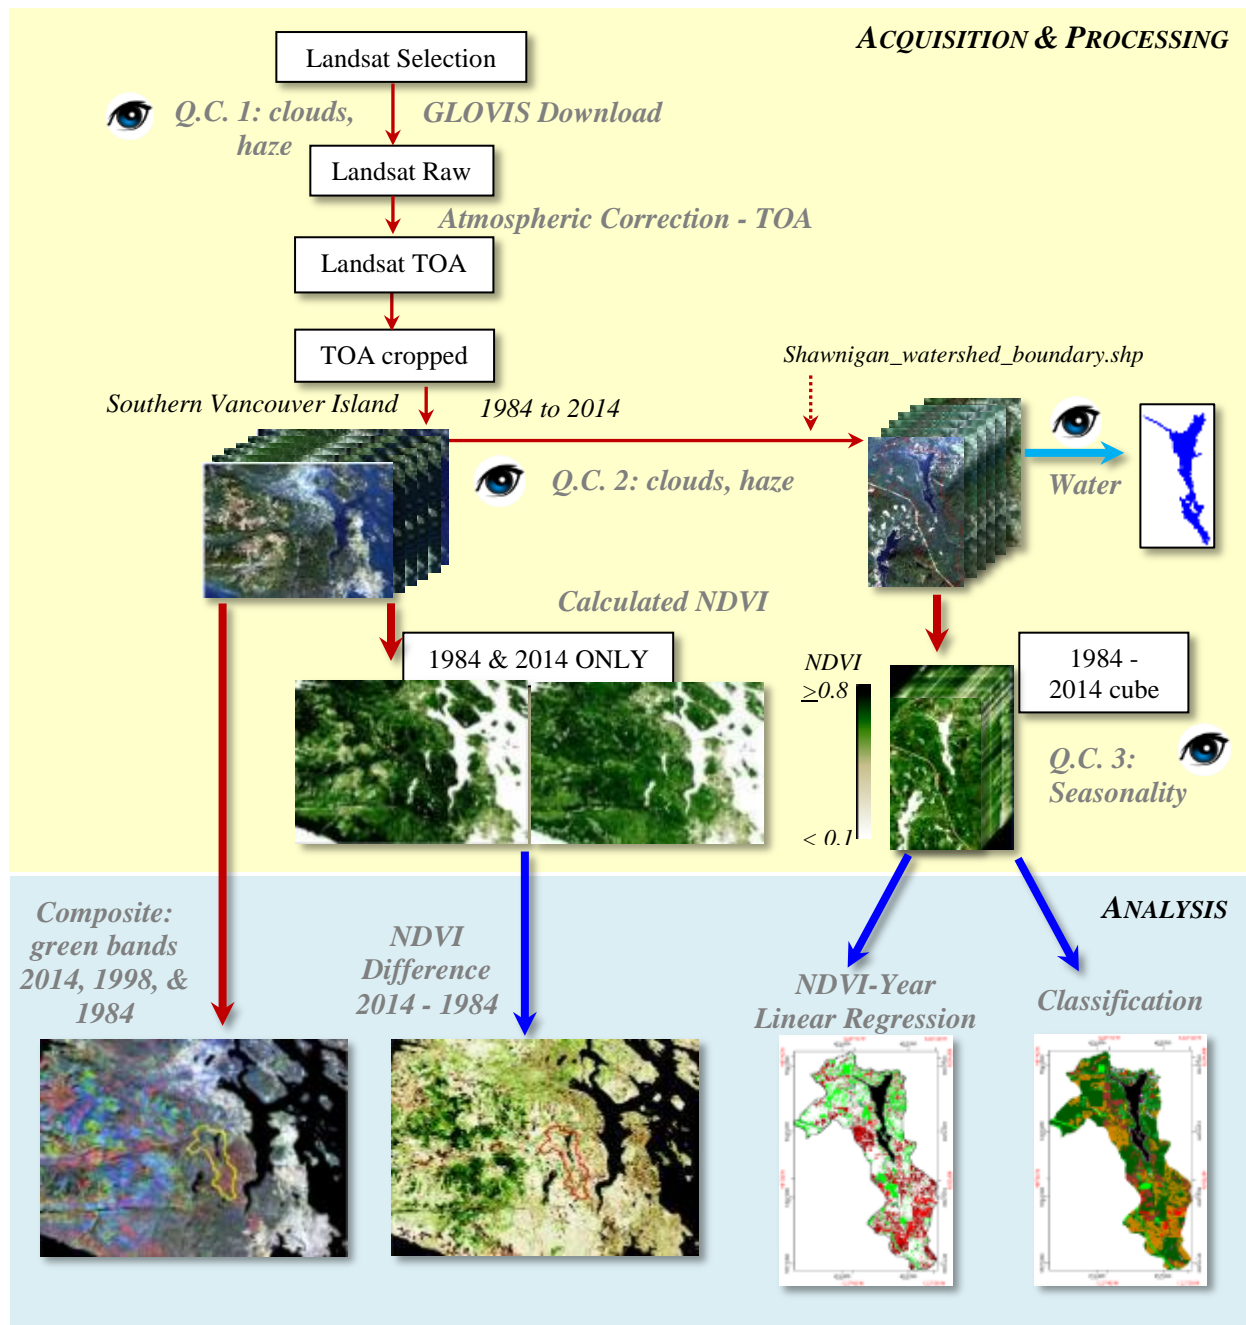 ACQUISITION & PROCESSING
Landsat Selection
Q.C. 1: clouds,
haze
GLOVIS Download
Landsat Raw
Atmospheric Correction - TOA
Landsat TOA
TOA cropped
Shawnigan_watershed_boundary.shp
Southern Vancouver Island
1984 to 2014
Q.C. 2: clouds, haze
Water
Calculated NDVI
1984 & 2014 ONLY
NDVI
≥0.8
< 0.1
1984 -
2014 cube
Q.C. 3:
Seasonality
ANALYSIS
Composite:
green bands
2014, 1998, &
1984
NDVI
Difference
2014 - 1984
NDVI-Year
Linear Regression
Classification